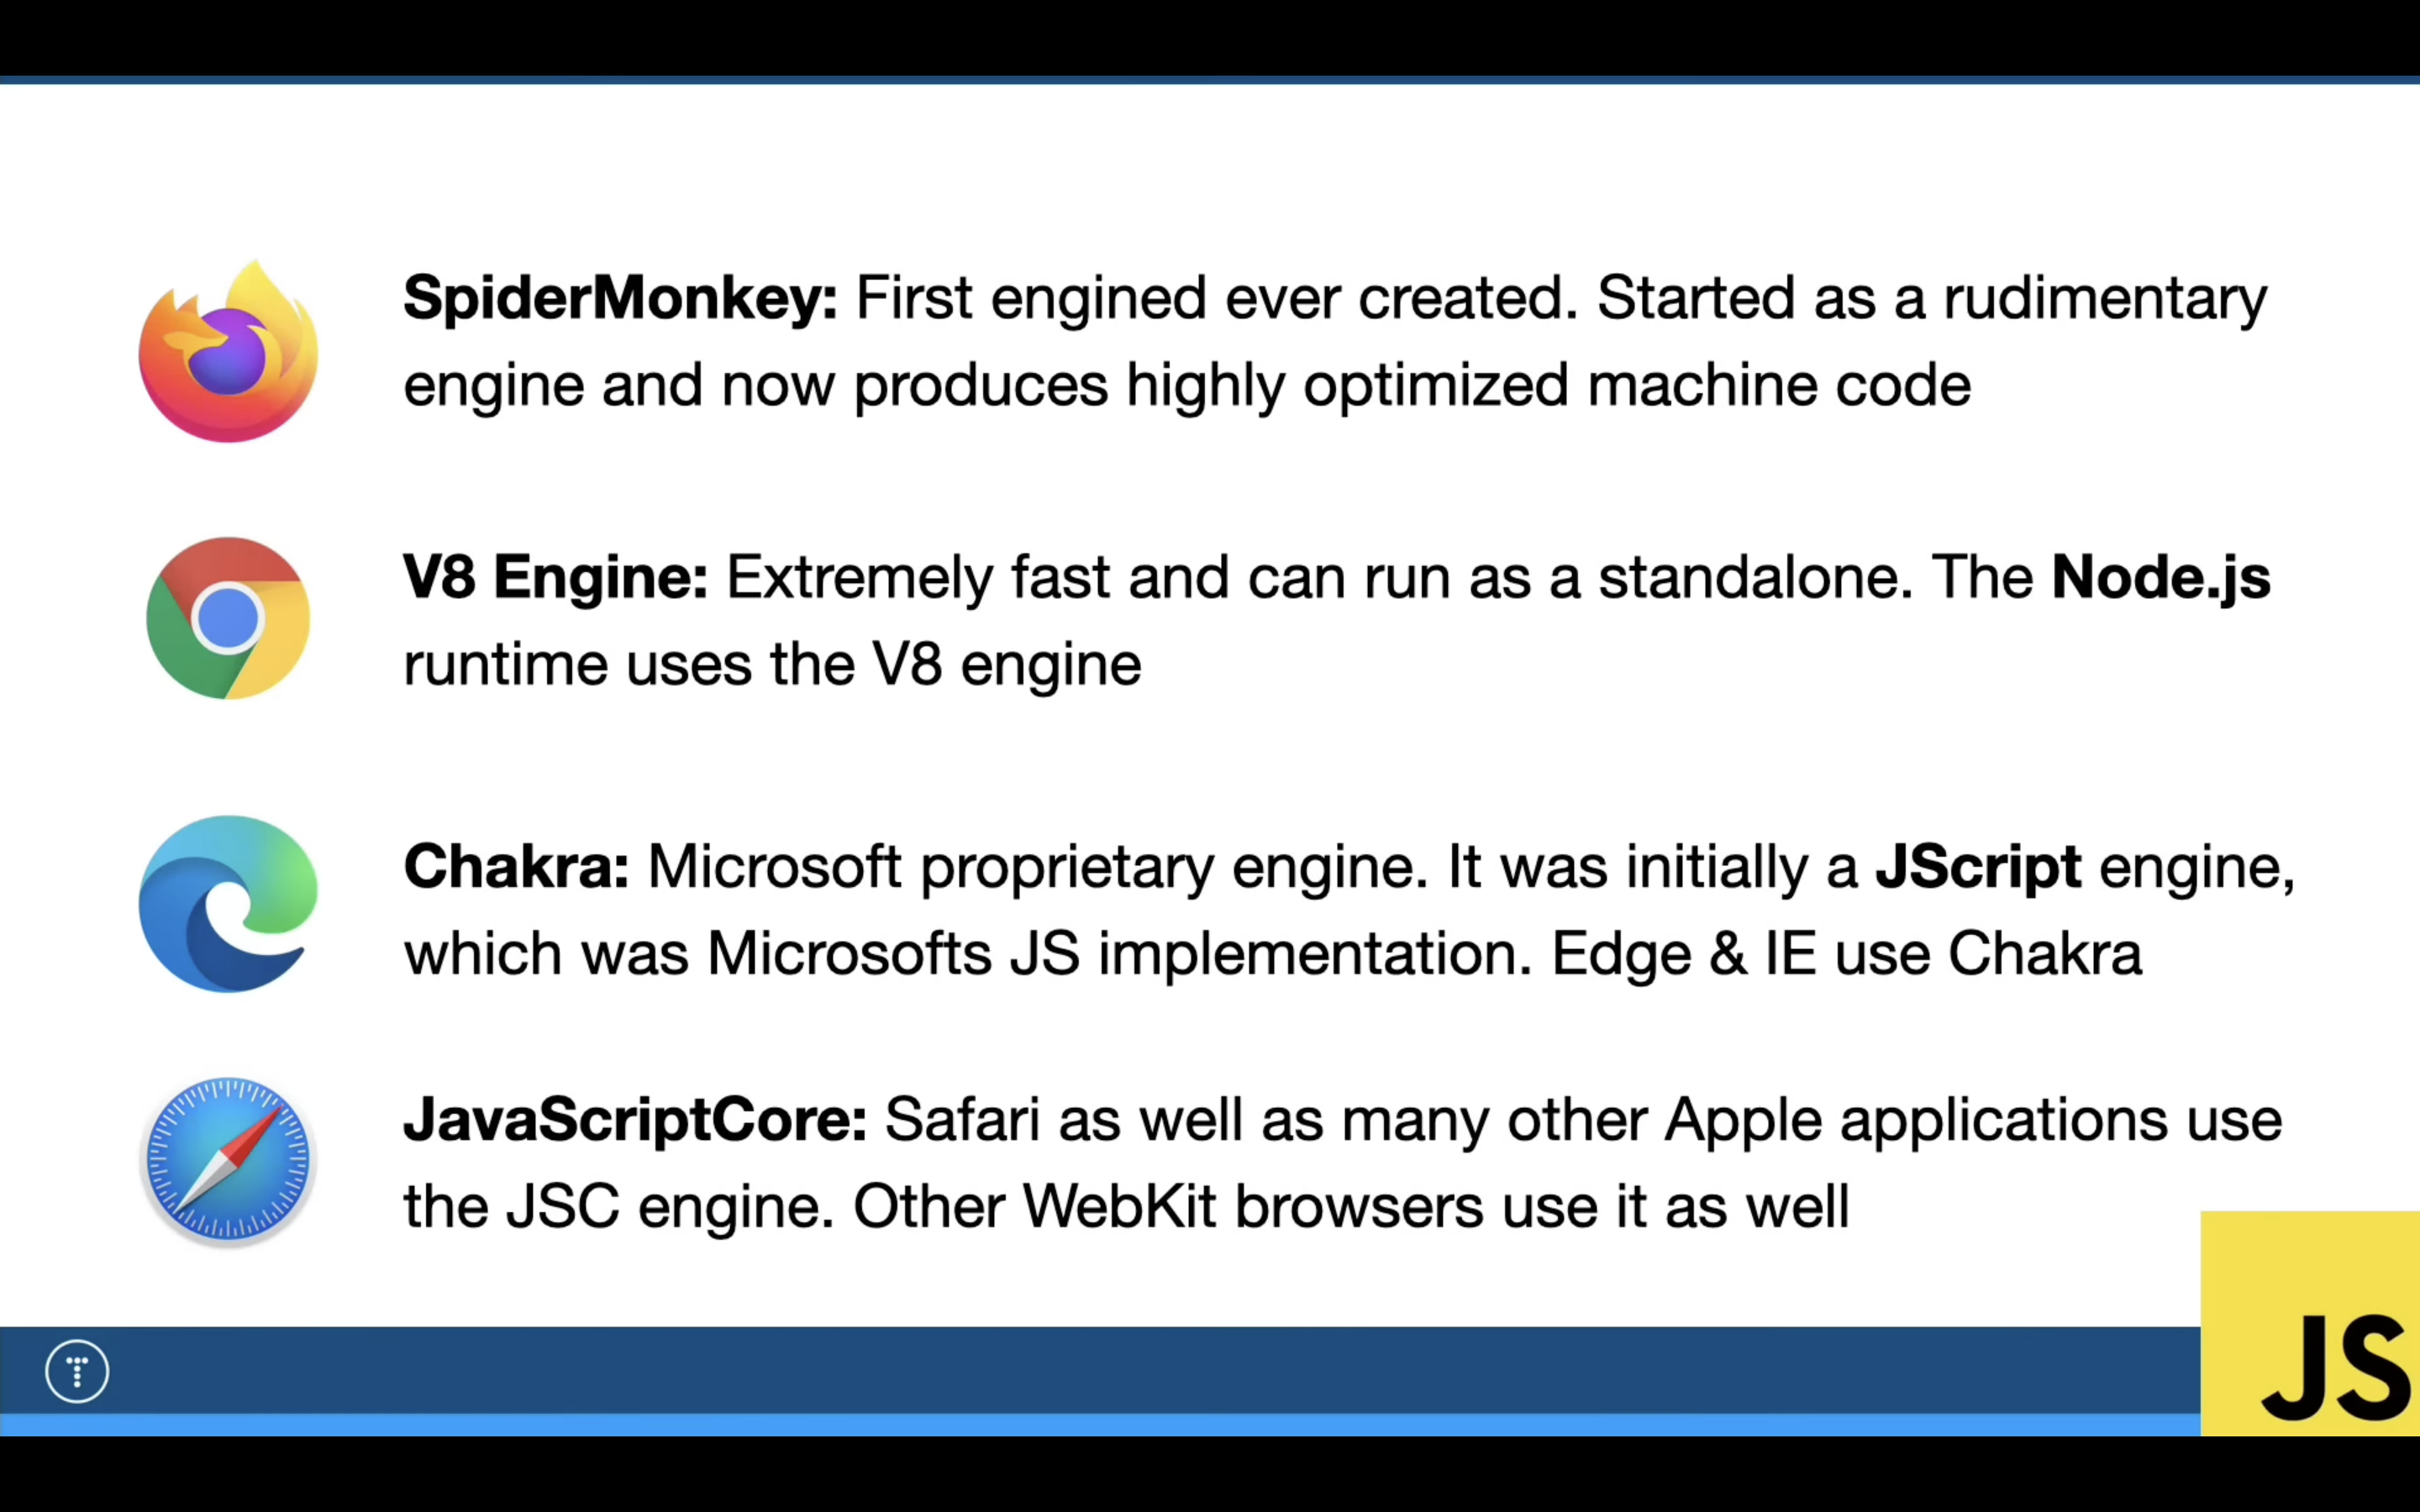 SpiderMonkey: First engined ever created. Started as a rudimentary
engine and now produces highly optimized machine code
V8 Engine: Extremely fast and can run as a standalone. The Node.js
runtime uses the V8 engine
Chakra: Microsoft proprietary engine. It was initially a JScript engine,
which was Microsofts JS implementation. Edge & IE use Chakra
JavaScriptCore: Safari as well as many other Apple applications use
the JSC engine. Other WebKit browsers use it as well
T
JS